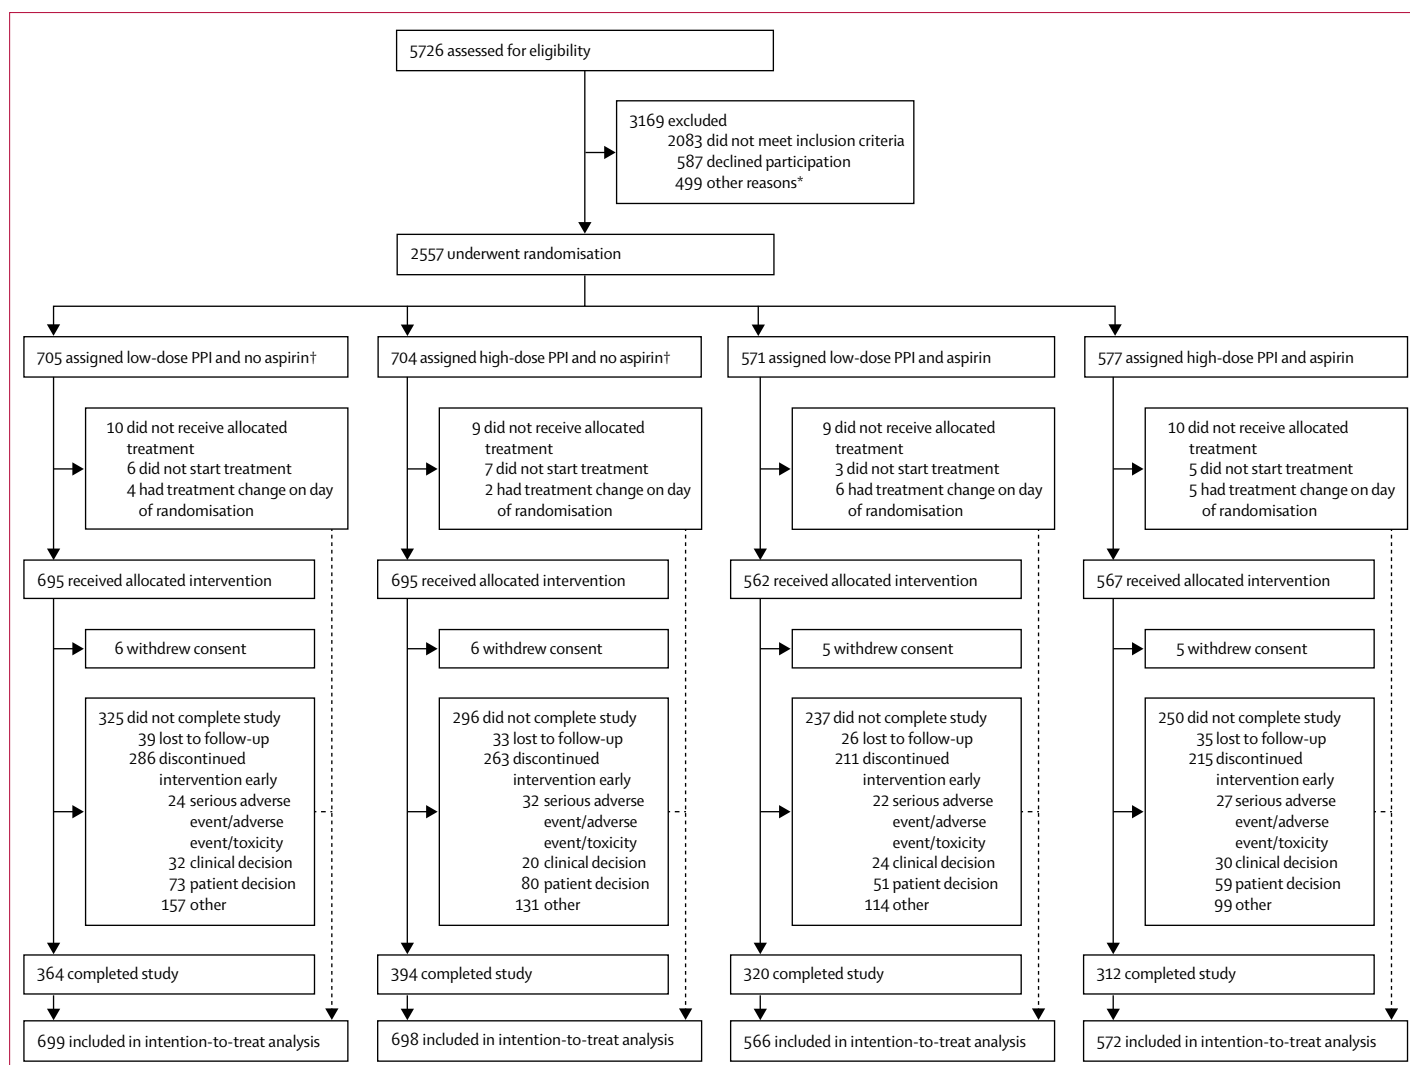 5726 assessed for eligibility
3169 excluded
2083 did not meet inclusion criteria
587 declined participation
499 other reasons*
2557 underwent randomisation
705 assigned low-dose PPI and no aspirin†
704 assigned high-dose PPI and no aspirin†
571 assigned low-dose PPI and aspirin
577 assigned high-dose PPI and aspirin
10 did not receive allocated
treatment
6 did not start treatment
4 had treatment change on day
of randomisation
9 did not receive allocated
treatment
7 did not start treatment
2 had treatment change on day
of randomisation
9 did not receive allocated
treatment
3 did not start treatment
6 had treatment change on day
of randomisation
10 did not receive allocated
treatment
5 did not start treatment
5 had treatment change on day
of randomisation
695 received allocated intervention
695 received allocated intervention
562 received allocated intervention
567 received allocated intervention
6 withdrew consent
6 withdrew consent
5 withdrew consent
5 withdrew consent
325 did not complete study
39 lost to follow-up
286 discontinued
intervention early
24 serious adverse
event/adverse
event/toxicity
32 clinical decision
73 patient decision
157 other
296 did not complete study
33 lost to follow-up
263 discontinued
intervention early
32 serious adverse
event/adverse
event/toxicity
20 clinical decision
80 patient decision
131 other
237 did not complete study
26 lost to follow-up
211 discontinued
intervention early
22 serious adverse
event/adverse
event/toxicity
24 clinical decision
51 patient decision
114 other
250 did not complete study
35 lost to follow-up
215 discontinued
intervention early
27 serious adverse
event/adverse
event/toxicity
30 clinical decision
59 patient decision
99 other
364 completed study
394 completed study
320 completed study
312 completed study
699 included in intention-to-treat analysis
698 included in intention-to-treat analysis
566 included in intention-to-treat analysis
572 included in intention-to-treat analysis